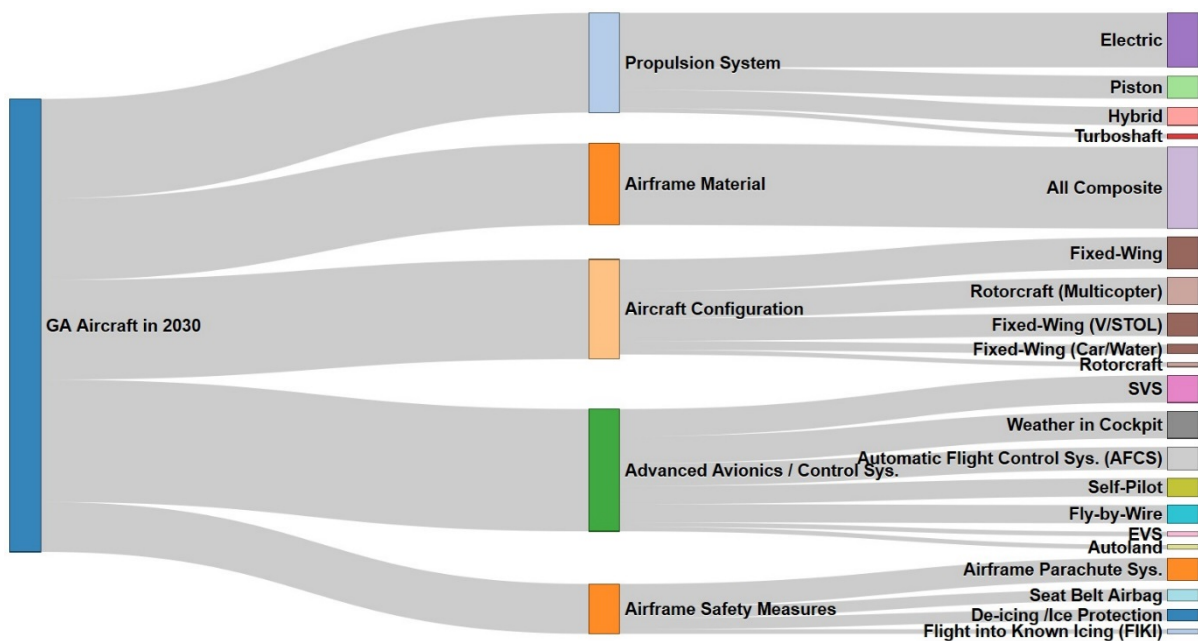 GA Aircraft in 2030
Propulsion System
Airframe Material
Aircraft Configuration
Advanced Avionics / Control Sys.
Airframe Safety Measures
Electric
Piston
Hybrid
Turboshaft
All Composite
Fixed-Wing
Rotorcraft (Multicopter)
Fixed-Wing (V/STOL)
Fixed-Wing (Car/Water)
Rotorcraft
SVS
Weather in Cockpit
Automatic Flight Control Sys. (AFCS)
Self-Pilot
Fly-by-Wire
EVS
Autoland
Airframe Parachute Sys.
Seat Belt Airbag
De-icing /Ice Protection
Flight into Known Icing (FIKI)